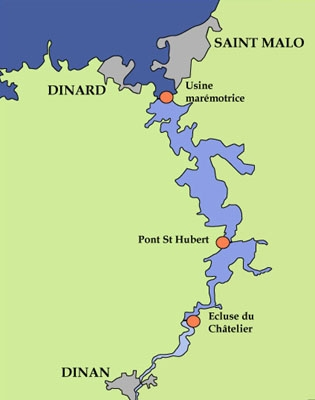 SAINT MALO
DINARD
Usine
marémotrice
Pont St Hubert
Ecluse du
Châtelier
DINAN